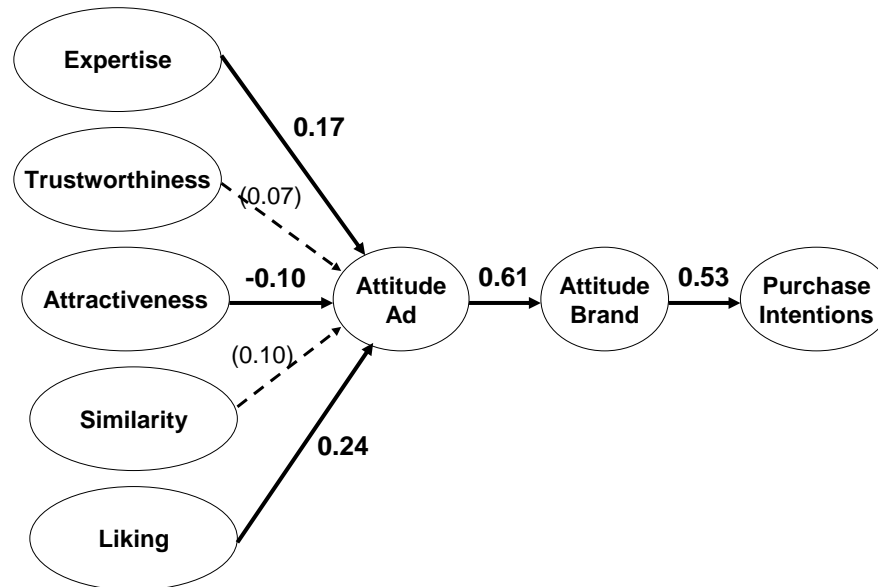 Expertise
0.17
Trustworthiness
(0.07)
Attractiveness
-0.10
Attitude
Ad
0.61
Attitude
Brand
0.53
Purchase
Intentions
(0.10)
Similarity
0.24
Liking